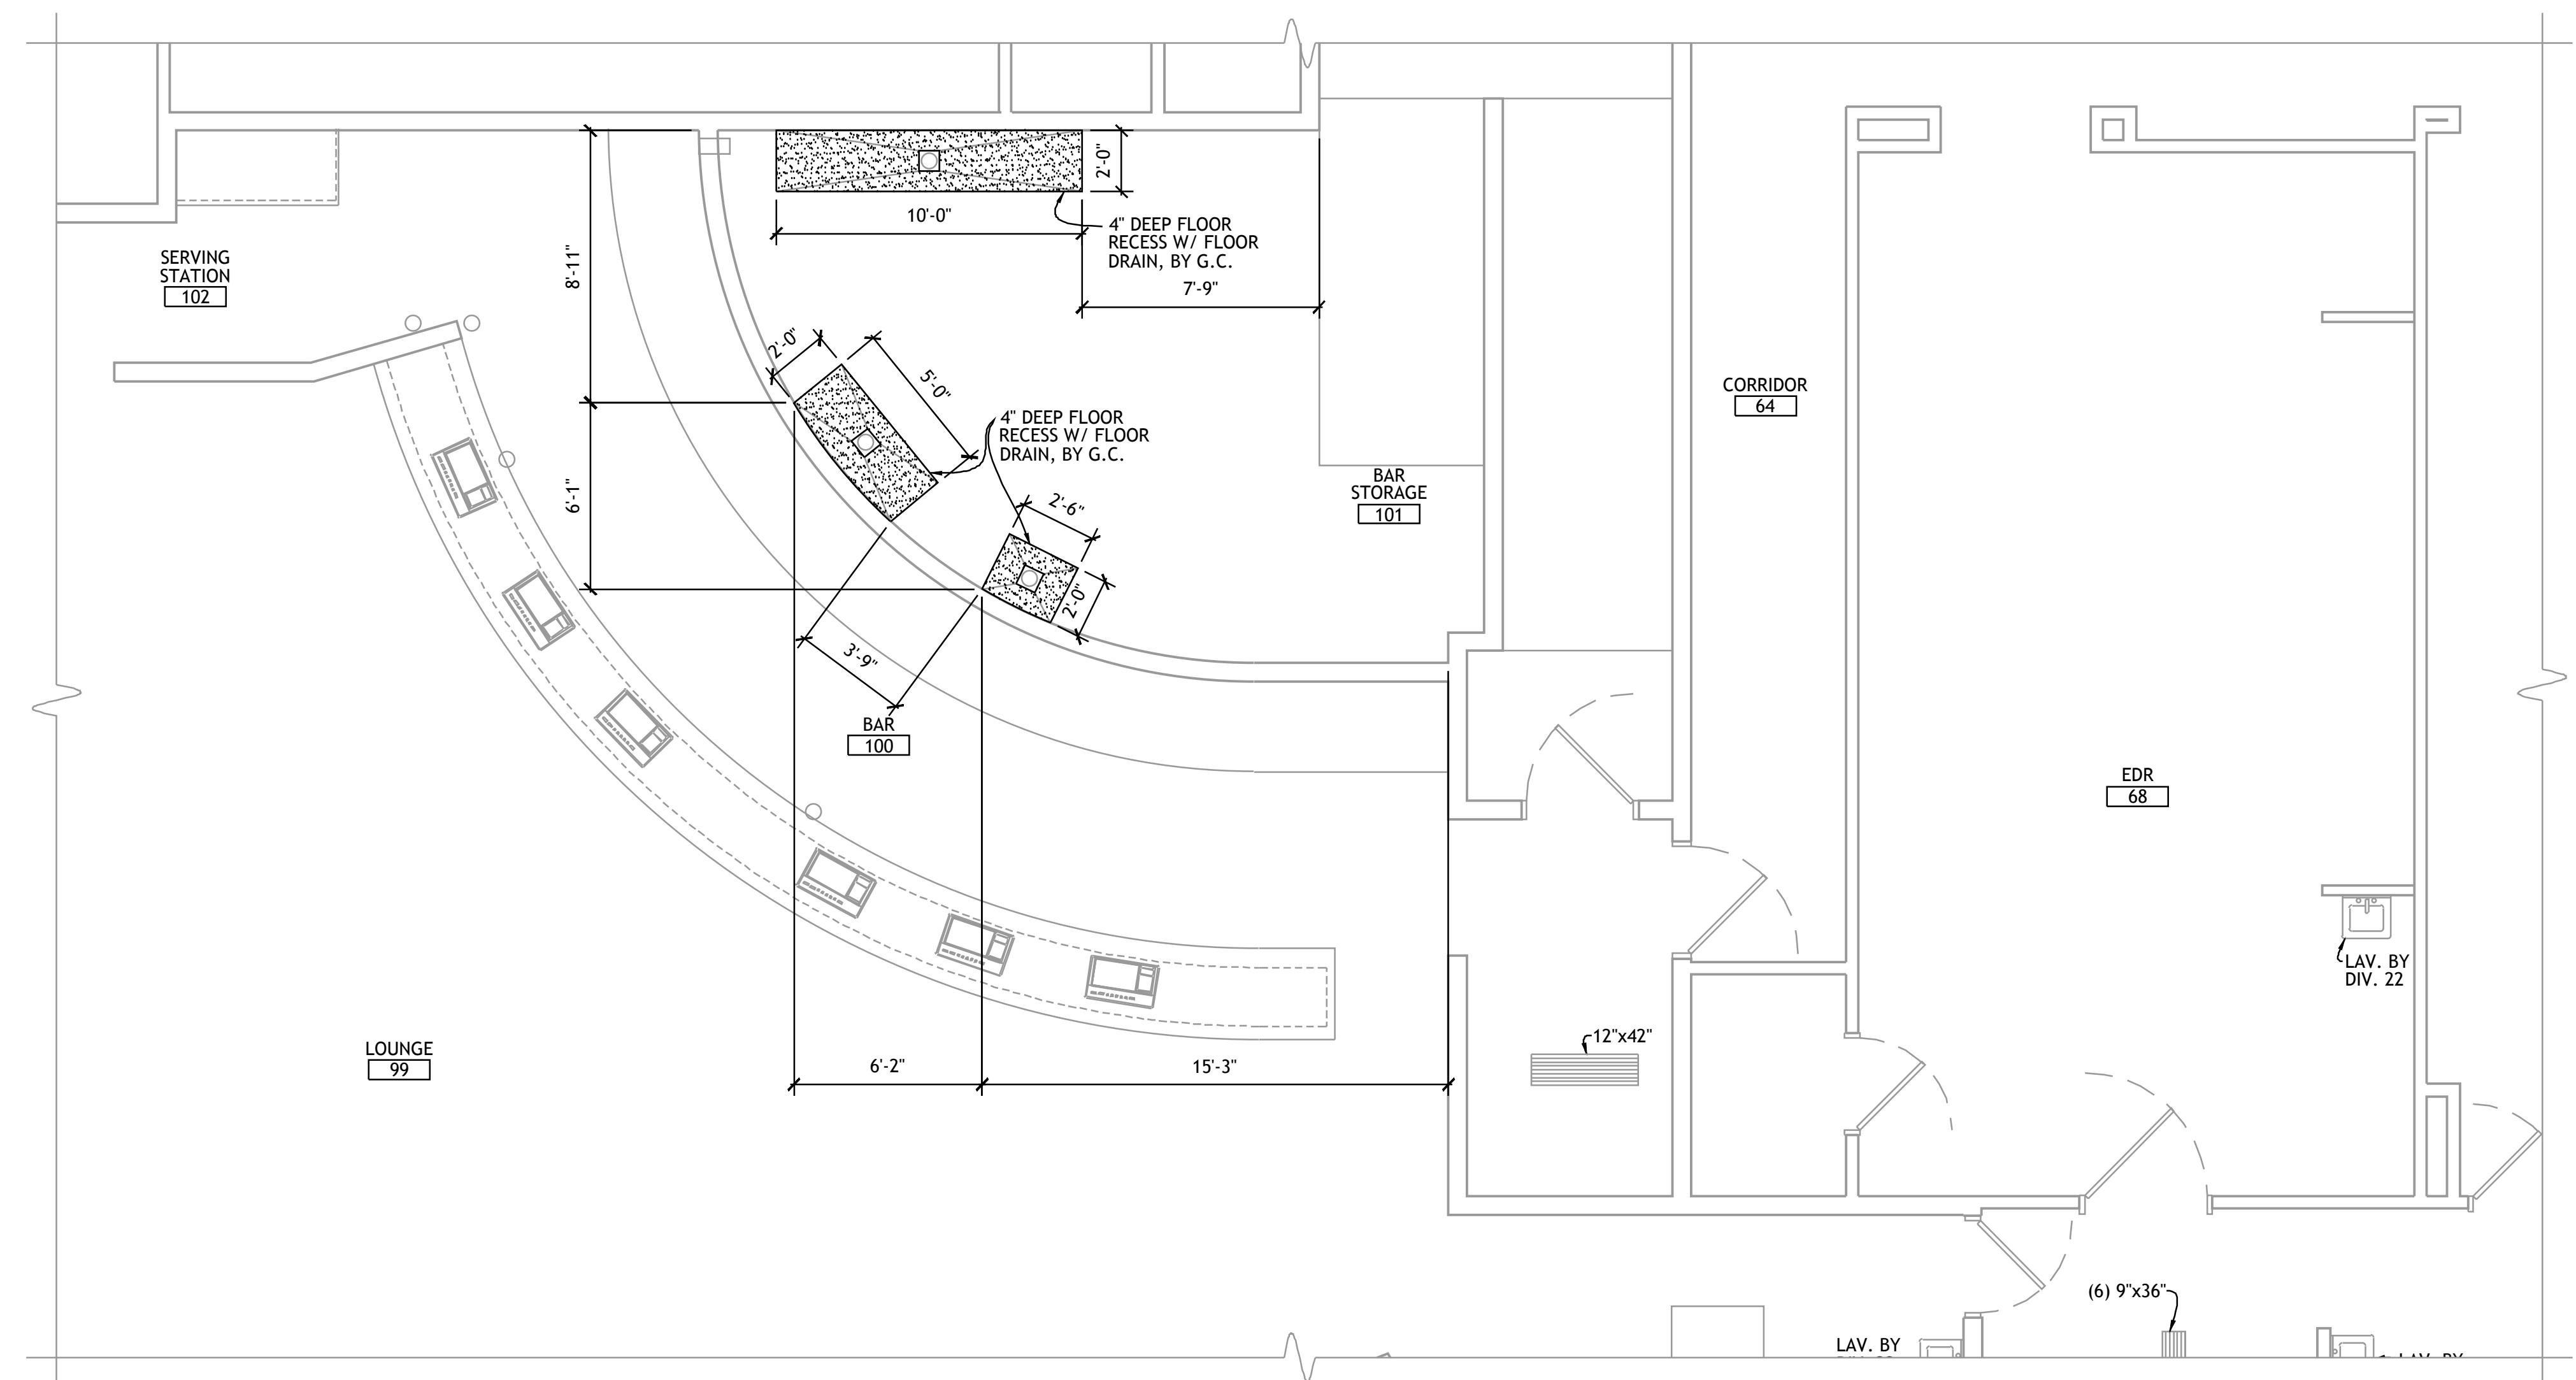 2'-0"
10'-0"
4" DEEP FLOOR
RECESS W/ FLOOR
DRAIN, BY G.C.
7'-9"
SERVING
STATION
102
8'-11"
2'-0"
5'-0"
4" DEEP FLOOR
RECESS W/ FLOOR
DRAIN, BY G.C.
CORRIDOR
64
6'-1"
2'-6"
BAR
STORAGE
101
2'-0"
3'-9"
BAR
100
EDR
68
LAV. BY
DIV. 22
12"x42"
LOUNGE
99
6'-2"
15'-3"
(6) 9"x36"
LAV. BY